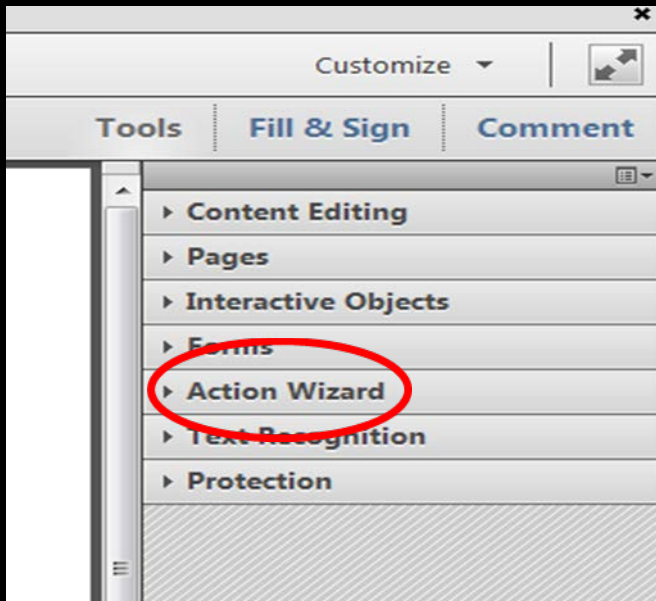 Customize
Tools Fill & Sign Comment
Content Editing
Pages
Interactive Objects
Forms
Action Wizard
Text Recognition
Protection